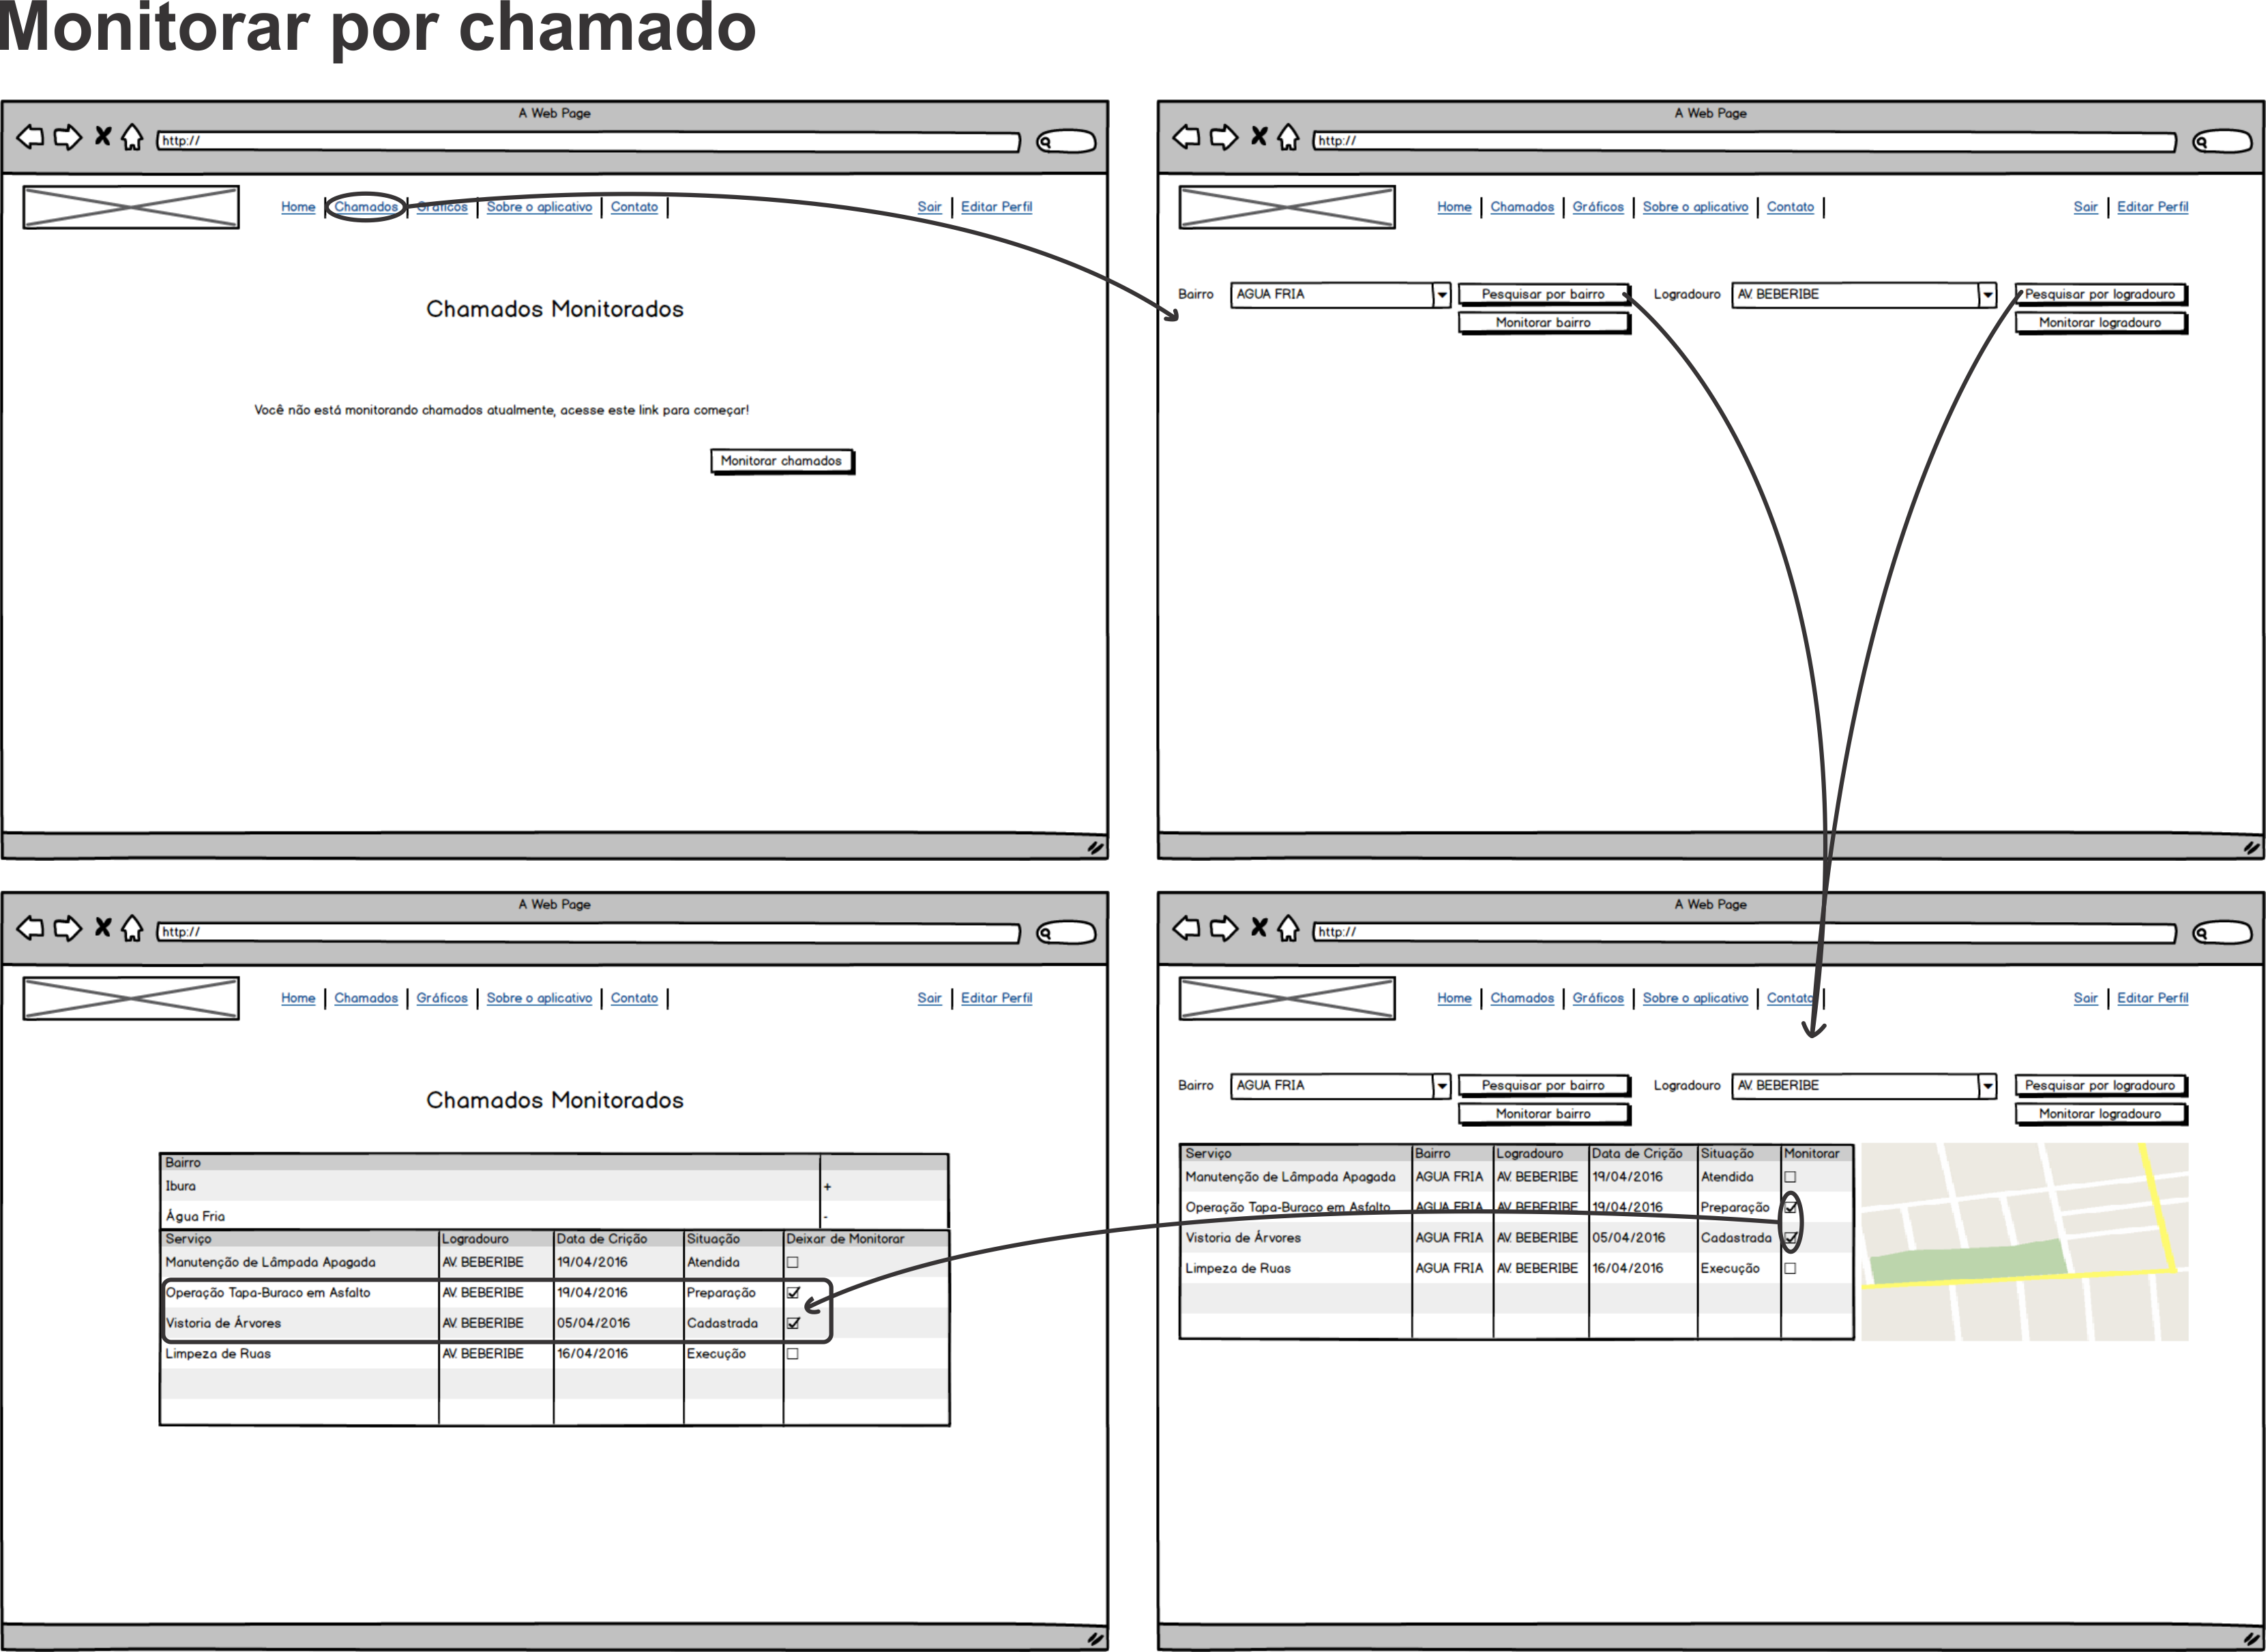 Monitorar por chamado
A Web Page
http://
Home | Chamados | Gráficos | Sobre o aplicativo | Contato |
Sair | Editar Perfil
Chamados Monitorados
Você não está monitorando chamados atualmente, acesse este link para começar!
Monitorar chamados
A Web Page
http://
Home | Chamados | Gráficos | Sobre o aplicativo | Contato |
Sair | Editar Perfil
Bairro AGUA FRIA Pesquisar por bairro Logradouro AV. BEBERIBE Pesquisar por logradouro
Monitorar bairro Monitorar logradouro
A Web Page
http://
Home | Chamados | Gráficos | Sobre o aplicativo | Contato |
Sair | Editar Perfil
Chamados Monitorados
Bairro
Ibura +
Água Fria -
Serviço Logradouro Data de Crição Situação Deixar de Monitorar
Manutenção de Lâmpada Apagada AV. BEBERIBE 19/04/2016 Atendida
Operação Tapa-Buraco em Asfalto AV. BEBERIBE 19/04/2016 Preparação
Vistoria de Árvores AV. BEBERIBE 05/04/2016 Cadastrada
Limpeza de Ruas AV. BEBERIBE 16/04/2016 Execução
A Web Page
http://
Home | Chamados | Gráficos | Sobre o aplicativo | Contato |
Sair | Editar Perfil
Bairro AGUA FRIA Pesquisar por bairro Logradouro AV. BEBERIBE Pesquisar por logradouro
Monitorar bairro Monitorar logradouro
Serviço Bairro Logradouro Data de Crição Situação Monitorar
Manutenção de Lâmpada Apagada AGUA FRIA AV. BEBERIBE 19/04/2016 Atendida
Operação Tapa-Buraco em Asfalto AGUA FRIA AV. BEBERIBE 19/04/2016 Preparação
Vistoria de Árvores AGUA FRIA AV. BEBERIBE 05/04/2016 Cadastrada
Limpeza de Ruas AGUA FRIA AV. BEBERIBE 16/04/2016 Execução